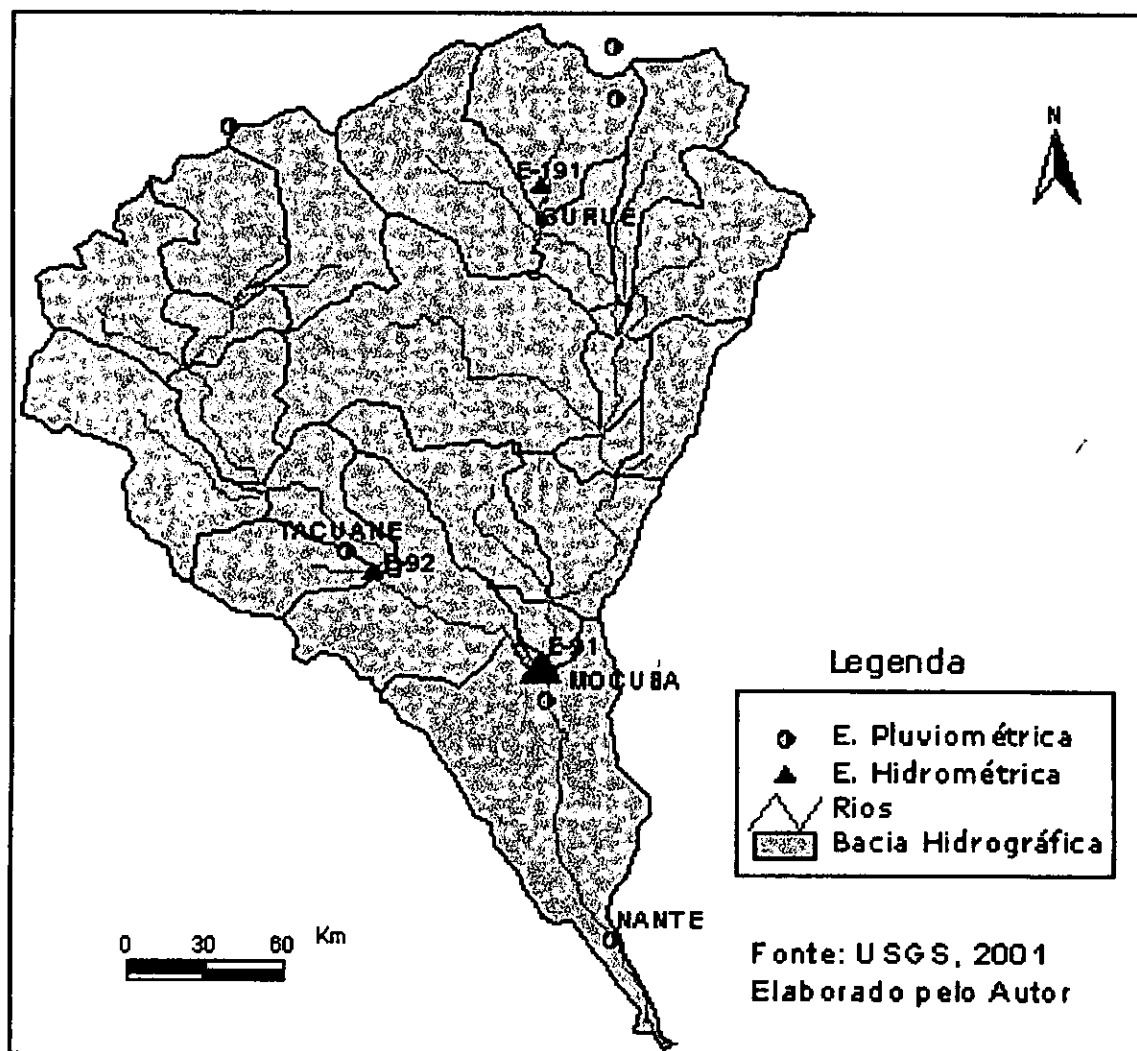 N
E-191
GURUE
TACUANE
E-92
MOCUBA
NANTE
Legenda
E. Pluviométrica
E. Hidrométrica
Rios
Bacia Hidrográfica
0 30 60 Km
Fonte: USGS, 2001
Elaborado pelo Autor